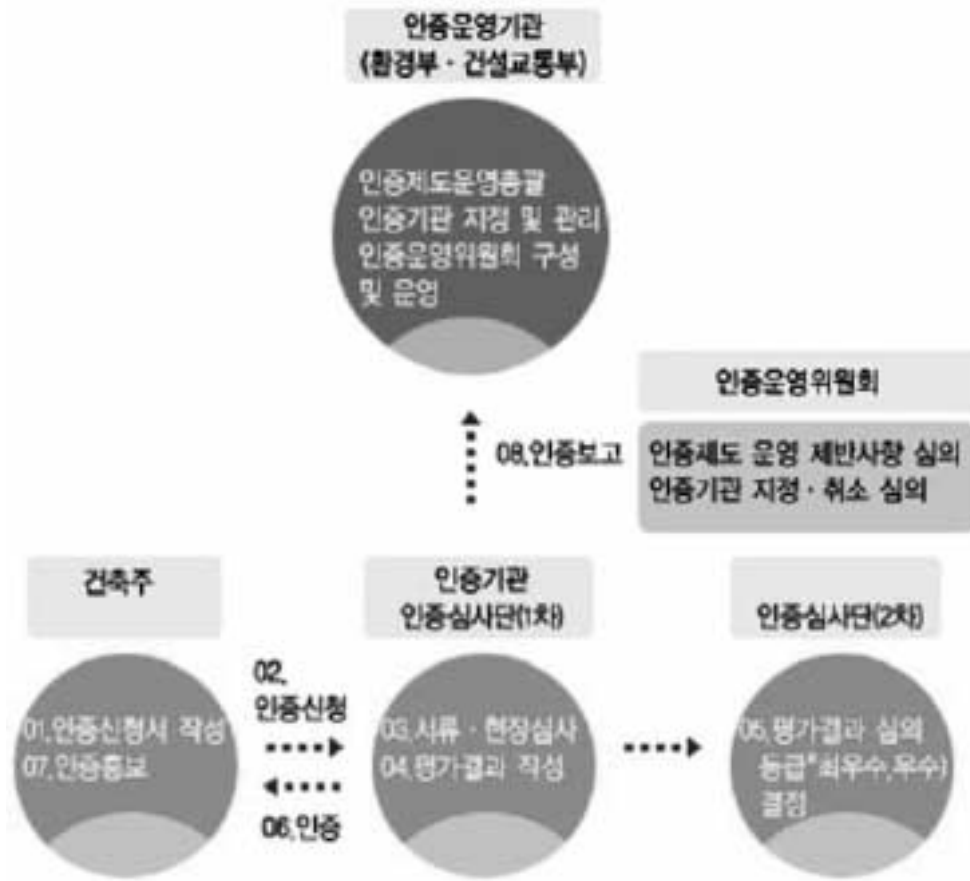 인증운영기관
(환경부 · 건설교통부)
인증제도운영총괄
인증기관 지정 및 관리
인증운영위원회 구성
및 운영
인증운영위원회
인증제도 운영 제반사항 심의
인증기관 지정 · 취소 심의
08.인증보고
건축주
01.인증신청서 작성
07.인증홍보
02.
인증신청
06.인증
인증기관
인증심사단(1차)
03.서류 · 현장심사
04.평가결과 작성
인증심사단(2차)
05.평가결과 심의
등급*최우수,우수)
결정